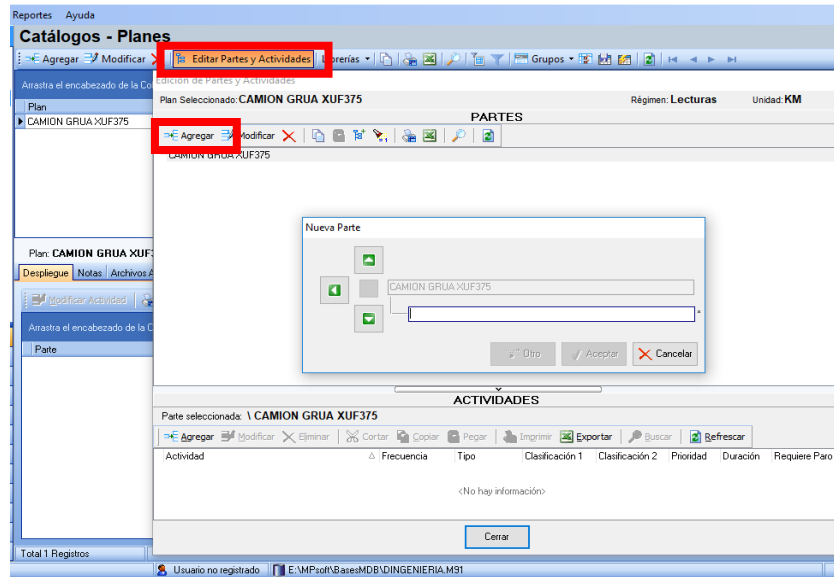 Reportes Ayuda
Catálogos - Planes
Agregar Modificar Editar Partes y Actividades Grupos
Arrastra el encabezado de la Co
Plan
CAMION GRUA XUF375
Edición de Partes y Actividades
Plan Seleccionado: CAMION GRUA XUF375 Régimen: Lecturas Unidad: KM
PARTES
Agregar Modificar
CAMION GRUA XUF375
Nueva Parte
CAMION GRUA XUF375
*
Otro Aceptar Cancelar
Plan: CAMION GRUA XUF
Despliegue Notas Archivos A
Modificar Actividad
Arrastra el encabezado de la C
Parte
ACTIVIDADES
Parte seleccionada: \ CAMION GRUA XUF375
Agregar Modificar Eliminar Cortar Copiar Pegar Imprimir Exportar Buscar Refrescar
Actividad Frecuencia Tipo Clasificación 1 Clasificación 2 Prioridad Duración Requiere Paro
<No hay información>
Cerrar
Total 1 Registros
Usuario no registrado E:\MPsoft\BasesMDB\DINGENIERIA.M91